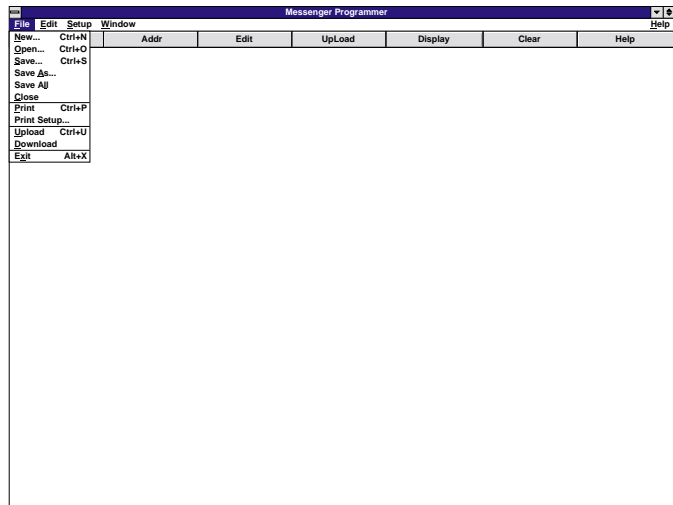 Messenger Programmer
File Edit Setup Window Help
Addr Edit UpLoad Display Clear Help
New... Ctrl+N
Open... Ctrl+O
Save... Ctrl+S
Save As...
Save All
Close
Print Ctrl+P
Print Setup...
Upload Ctrl+U
Download
Exit Alt+X